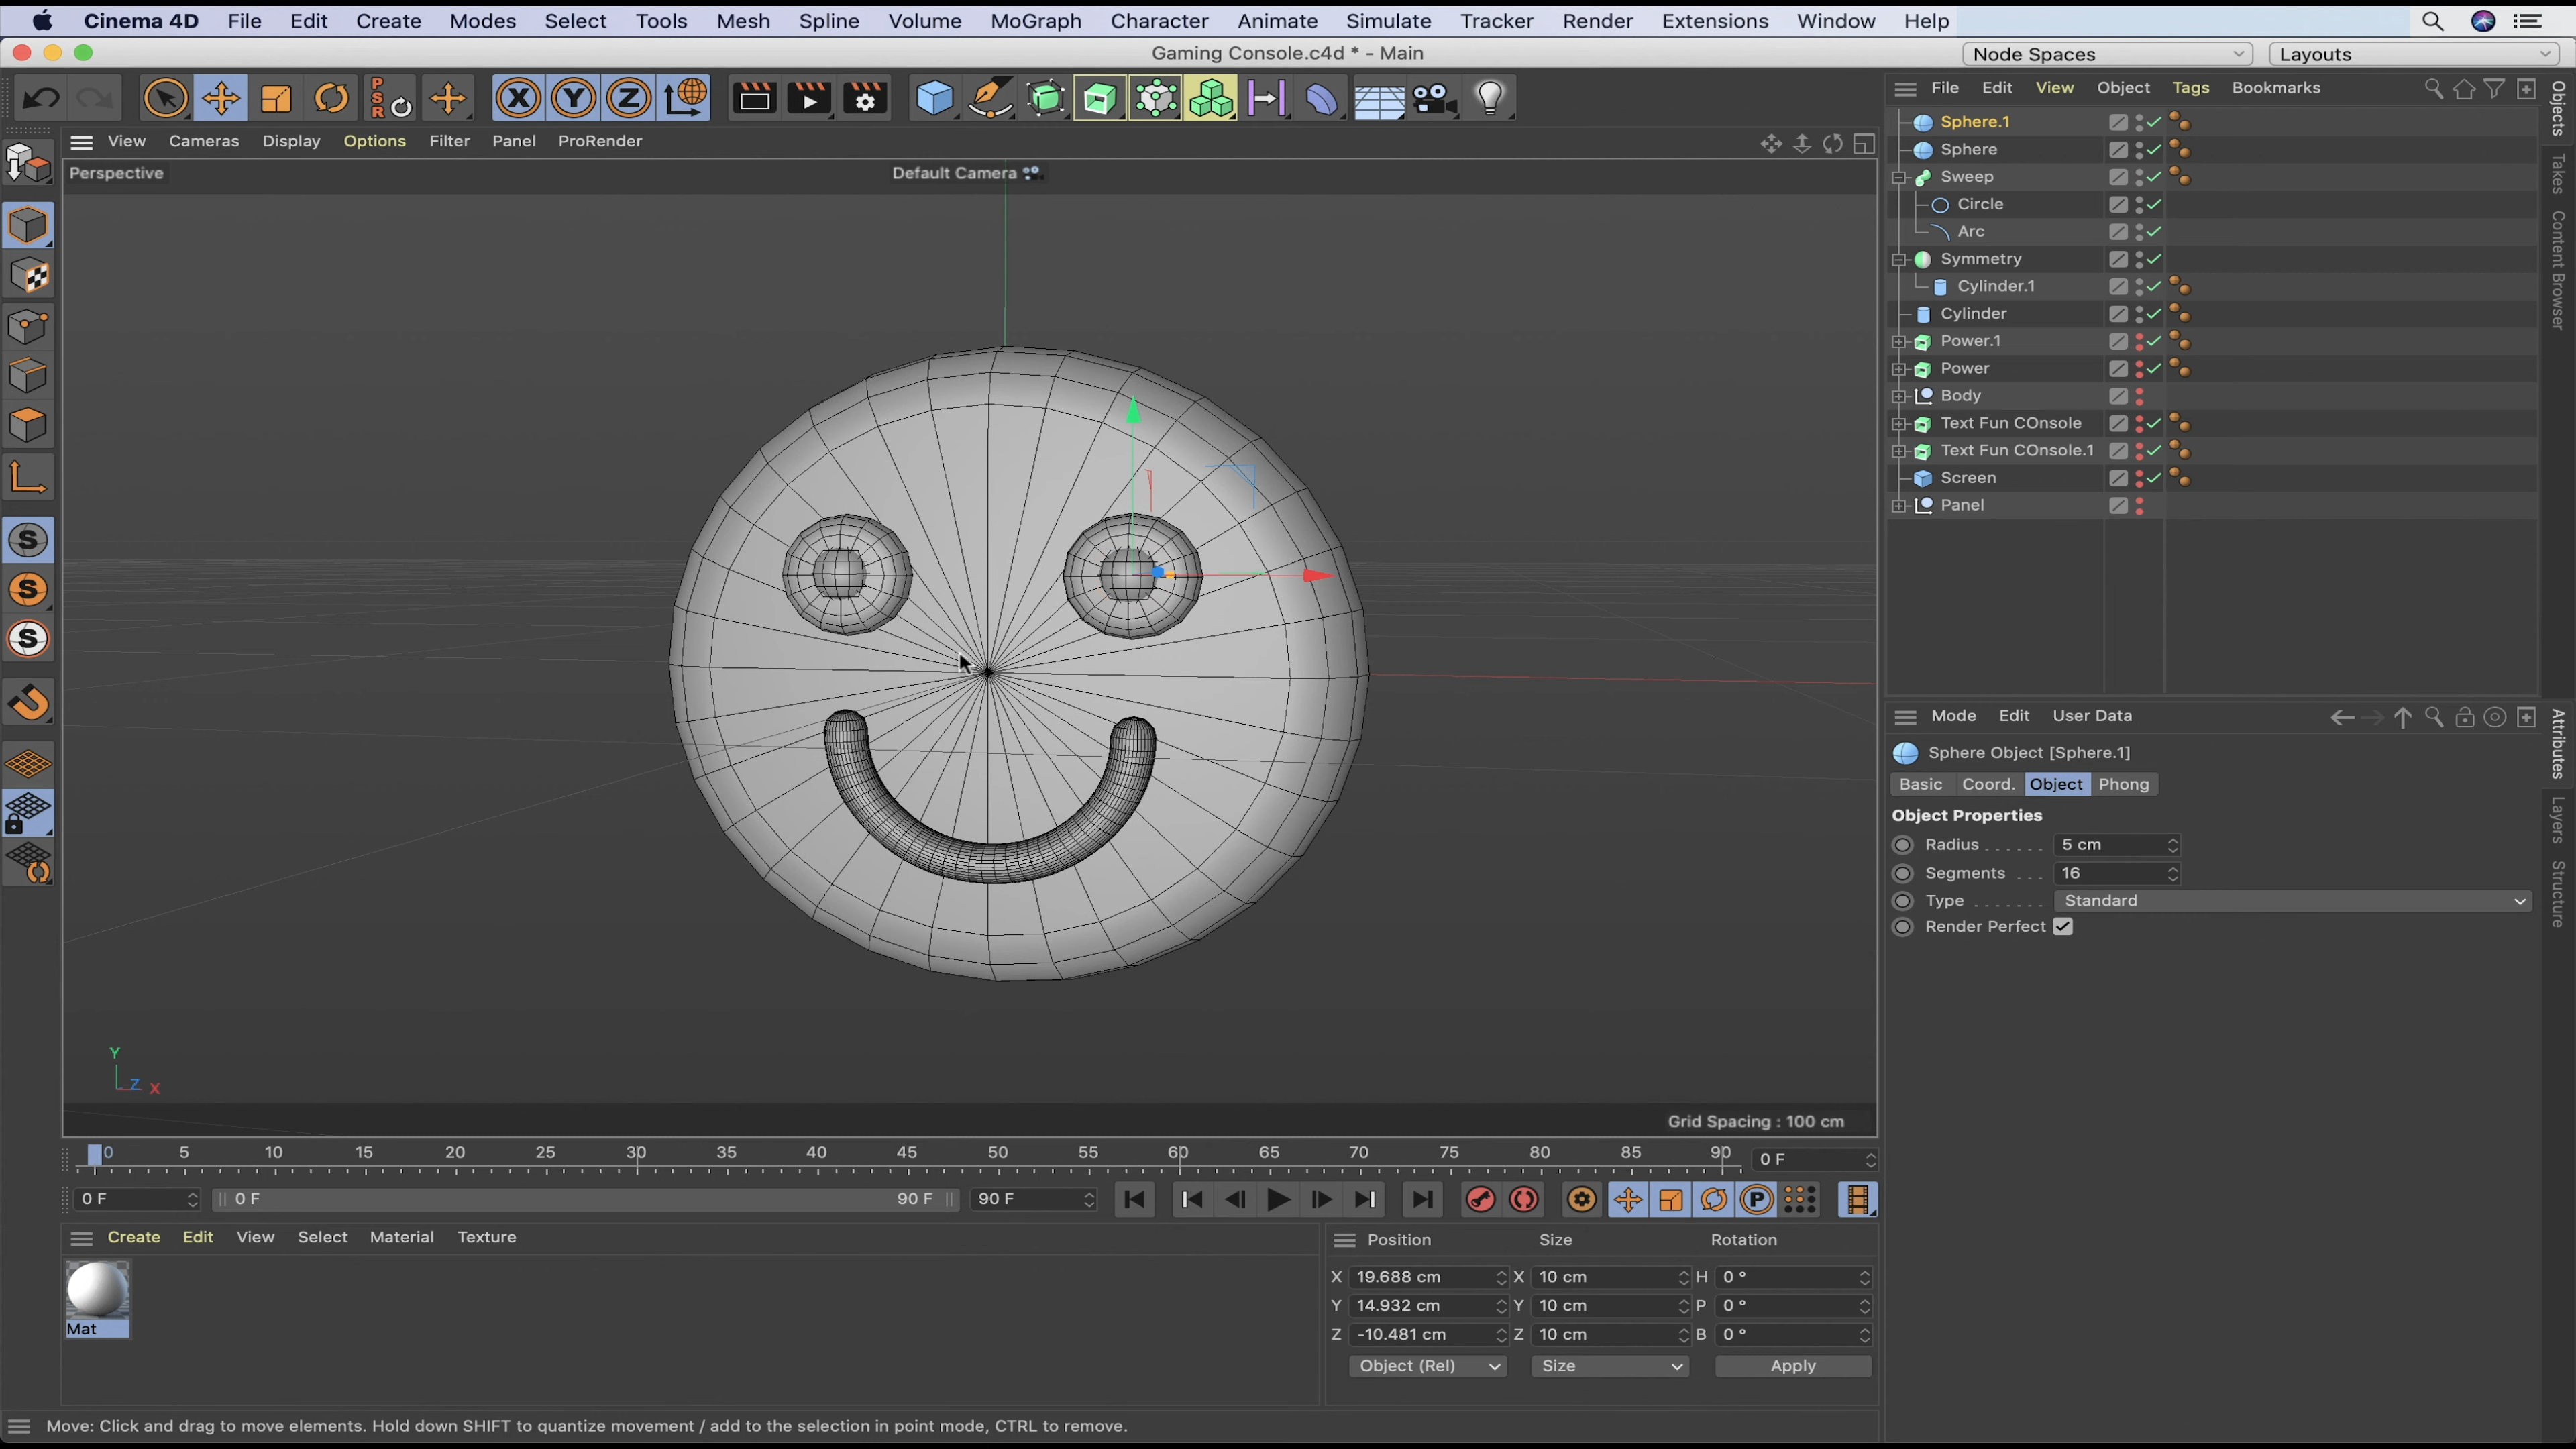 Cinema 4D File Edit Create Modes Select Tools Mesh Spline Volume MoGraph Character Animate Simulate Tracker Render Extensions Window Help
Gaming Console.c4d * - Main
Node Spaces
Layouts
PSR
X Y Z
File Edit View Object Tags Bookmarks
View Cameras Display Options Filter Panel ProRender
Perspective
Default Camera
Sphere.1
Sphere
Sweep
Circle
Arc
Symmetry
Cylinder.1
Cylinder
Power.1
Power
Body
Text Fun COnsole
Text Fun COnsole.1
Screen
Panel
Objects
Takes
Content Browser
S
S
S
Mode Edit User Data
Sphere Object [Sphere.1]
Basic Coord. Object Phong
Object Properties
Radius 5 cm
Segments 16
Type Standard
Render Perfect
Attributes
Layers
Structure
Y
Z X
Grid Spacing : 100 cm
0 5 10 15 20 25 30 35 40 45 50 55 60 65 70 75 80 85 90
0 F
0 F
0 F
90 F
90 F
P
Create Edit View Select Material Texture
Mat
Position Size Rotation
X 19.688 cm X 10 cm H 0 °
Y 14.932 cm Y 10 cm P 0 °
Z -10.481 cm Z 10 cm B 0 °
Object (Rel) Size Apply
Move: Click and drag to move elements. Hold down SHIFT to quantize movement / add to the selection in point mode, CTRL to remove.